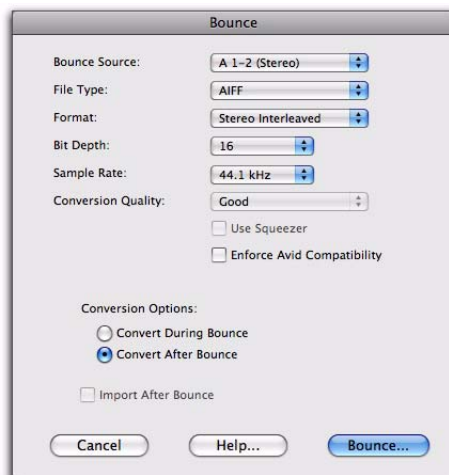 Bounce
Bounce Source: A 1-2 (Stereo)
File Type: AIFF
Format: Stereo Interleaved
Bit Depth: 16
Sample Rate: 44.1 kHz
Conversion Quality: Good
Use Squeezer
Enforce Avid Compatibility
Conversion Options:
Convert During Bounce
Convert After Bounce
Import After Bounce
Cancel Help... Bounce...